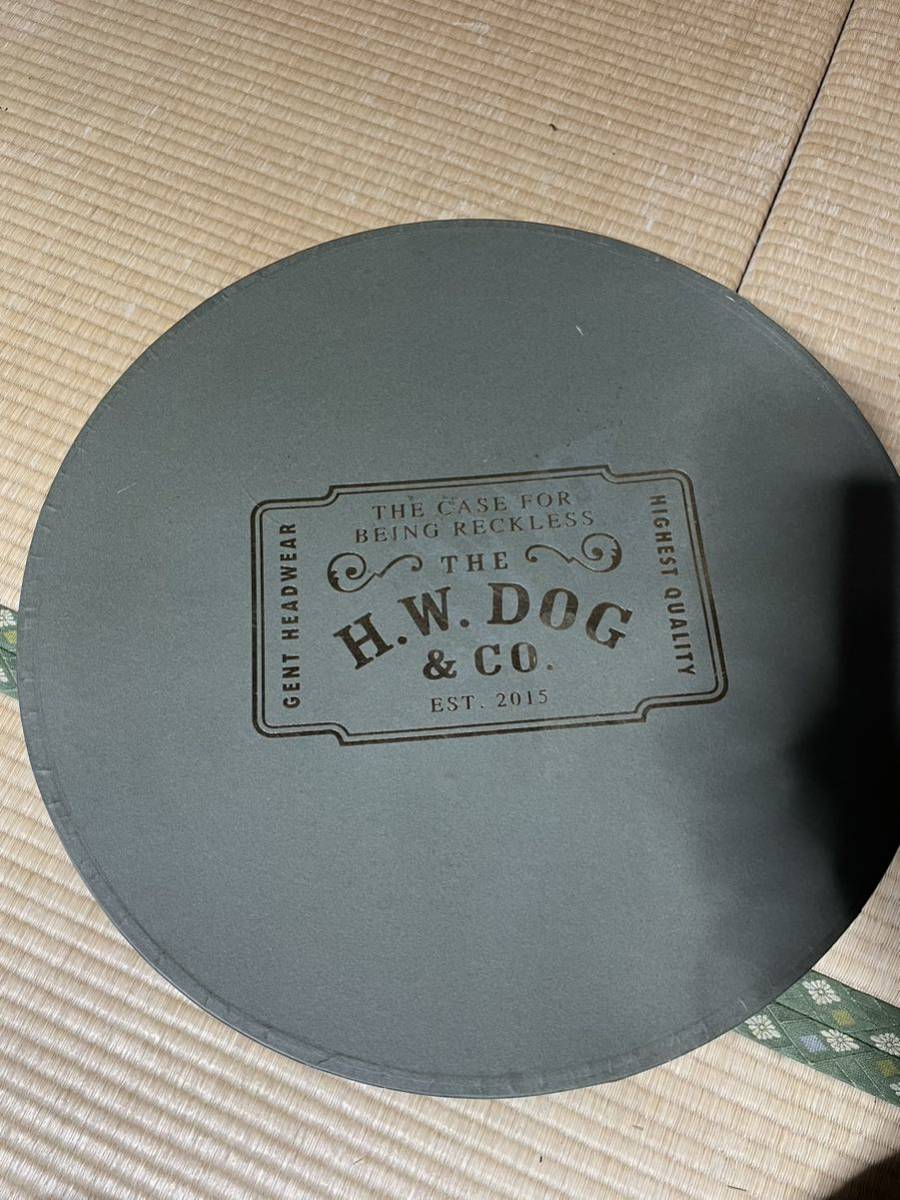 THE CASE FOR
BEING RECKLESS
THE
H.W. DOG
& CO.
EST. 2015
GENT HEADWEAR
HIGHEST QUALITY